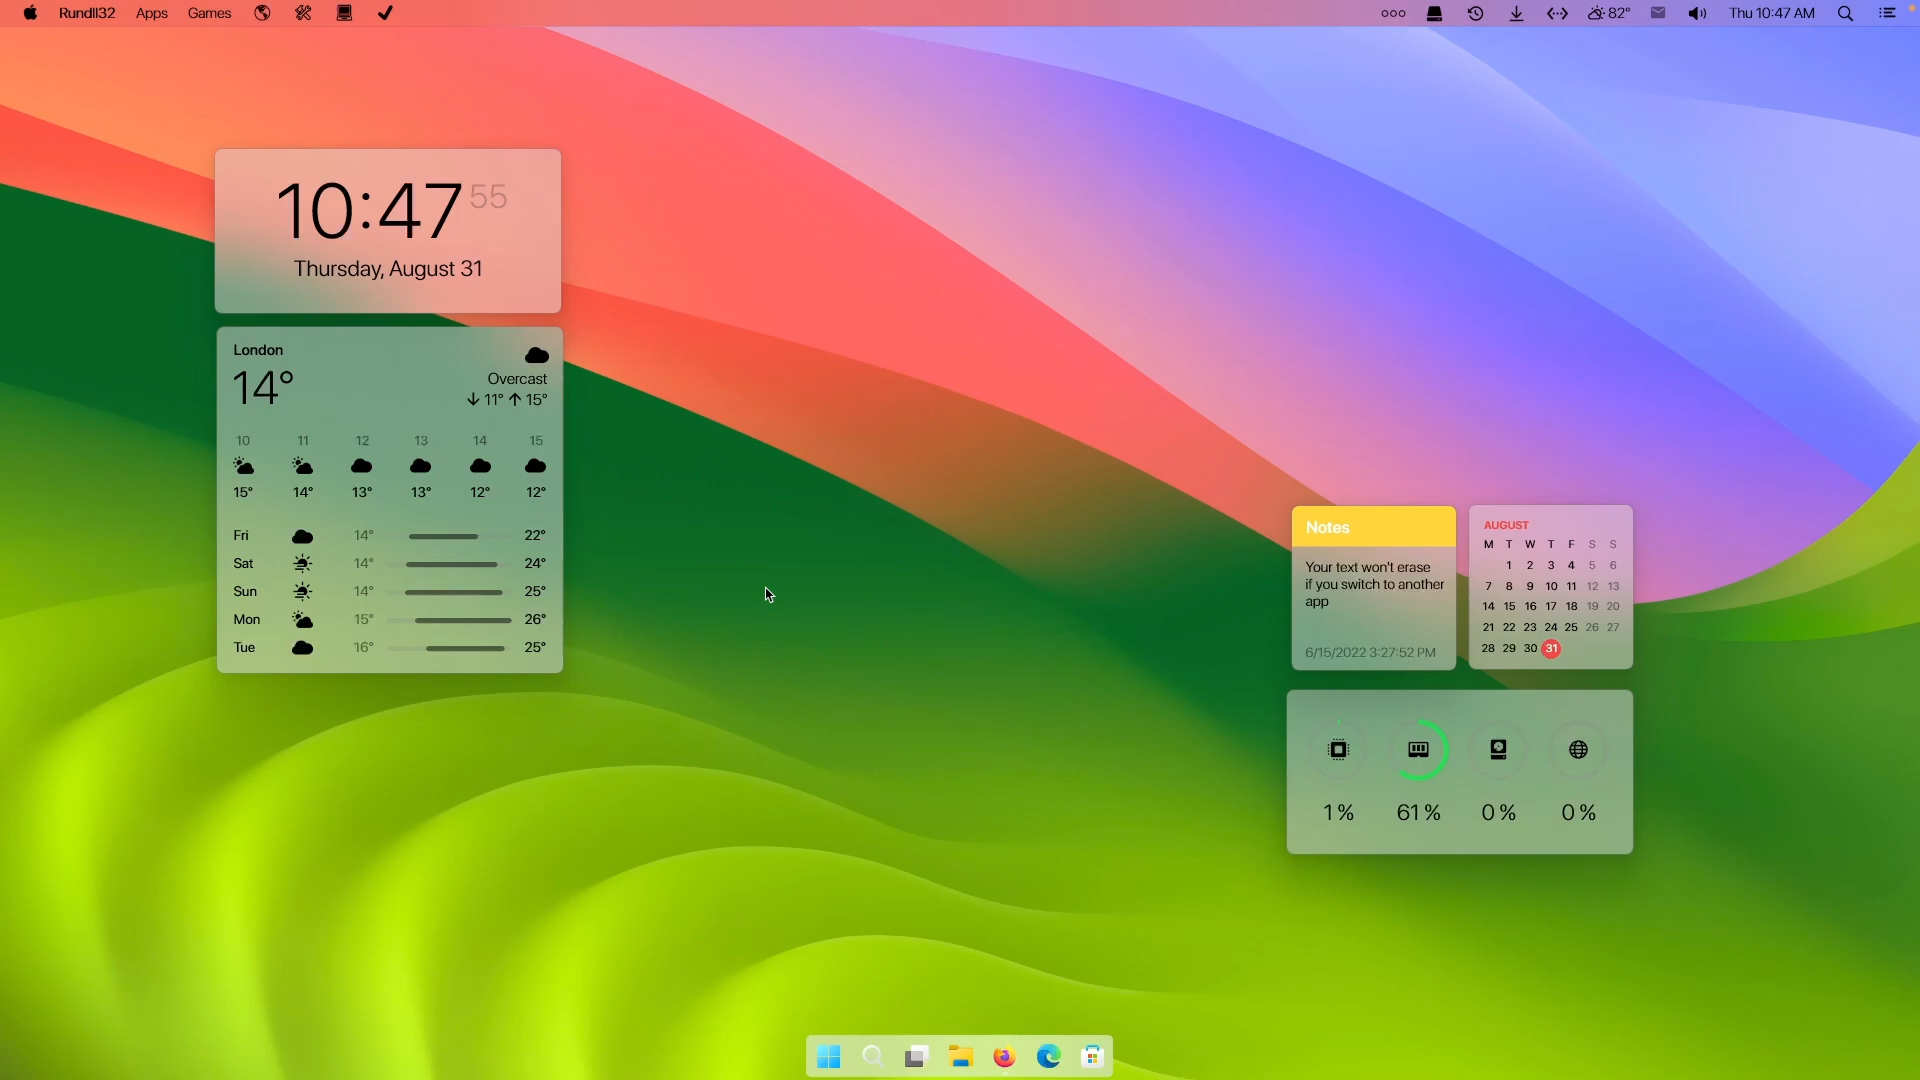 Rundll32 Apps Games
82° Thu 10:47 AM
10:47 55
Thursday, August 31
London
14°
Overcast
↓ 11° ↑ 15°
10 11 12 13 14 15
15° 14° 13° 13° 12° 12°
Fri 14° 22°
Sat 14° 24°
Sun 14° 25°
Mon 15° 26°
Tue 16° 25°
Notes
Your text won't erase
if you switch to another
app
6/15/2022 3:27:52 PM
AUGUST
M T W T F S S
1 2 3 4 5 6
7 8 9 10 11 12 13
14 15 16 17 18 19 20
21 22 23 24 25 26 27
28 29 30 31
1% 61% 0% 0%